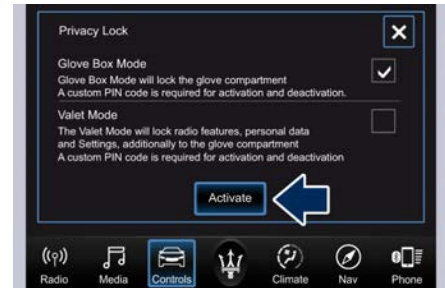 Privacy Lock
Glove Box Mode
Glove Box Mode will lock the glove compartment
A custom PIN code is required for activation and deactivation.
Valet Mode
The Valet Mode will lock radio features, personal data
and Settings, additionally to the glove compartment
A custom PIN code is required for activation and deactivation
Activate
Radio Media Controls Climate Nav Phone